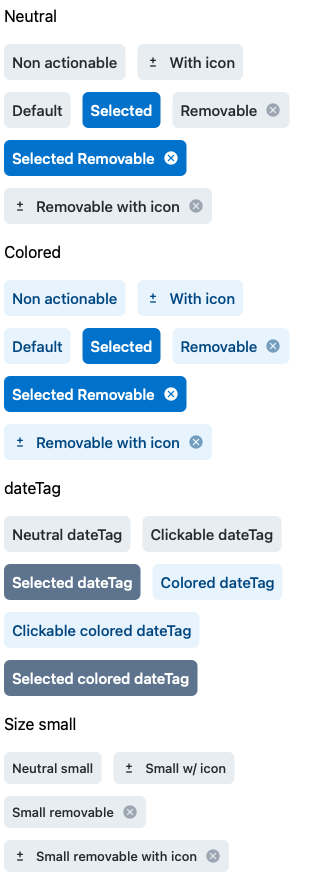 Neutral
Non actionable ± With icon
Default Selected Removable
Selected Removable
± Removable with icon
Colored
Non actionable ± With icon
Default Selected Removable
Selected Removable
± Removable with icon
dateTag
Neutral dateTag Clickable dateTag
Selected dateTag Colored dateTag
Clickable colored dateTag
Selected colored dateTag
Size small
Neutral small ± Small w/ icon
Small removable
± Small removable with icon